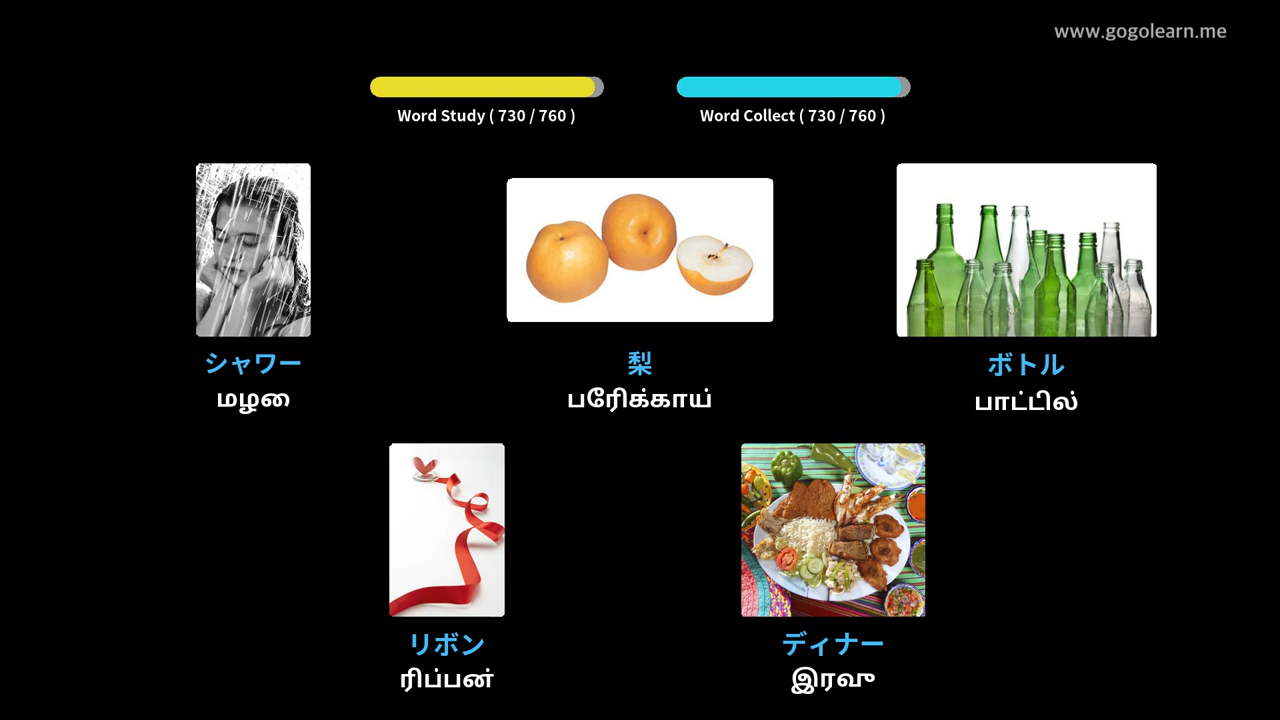 www.gogolearn.me
Word Study ( 730 / 760 )
Word Collect ( 730 / 760 )
シャワー
மழை
梨
பேரிக்காய்
ボトル
பாட்டில்
リボン
ரிப்பன்
ディナー
இரவு